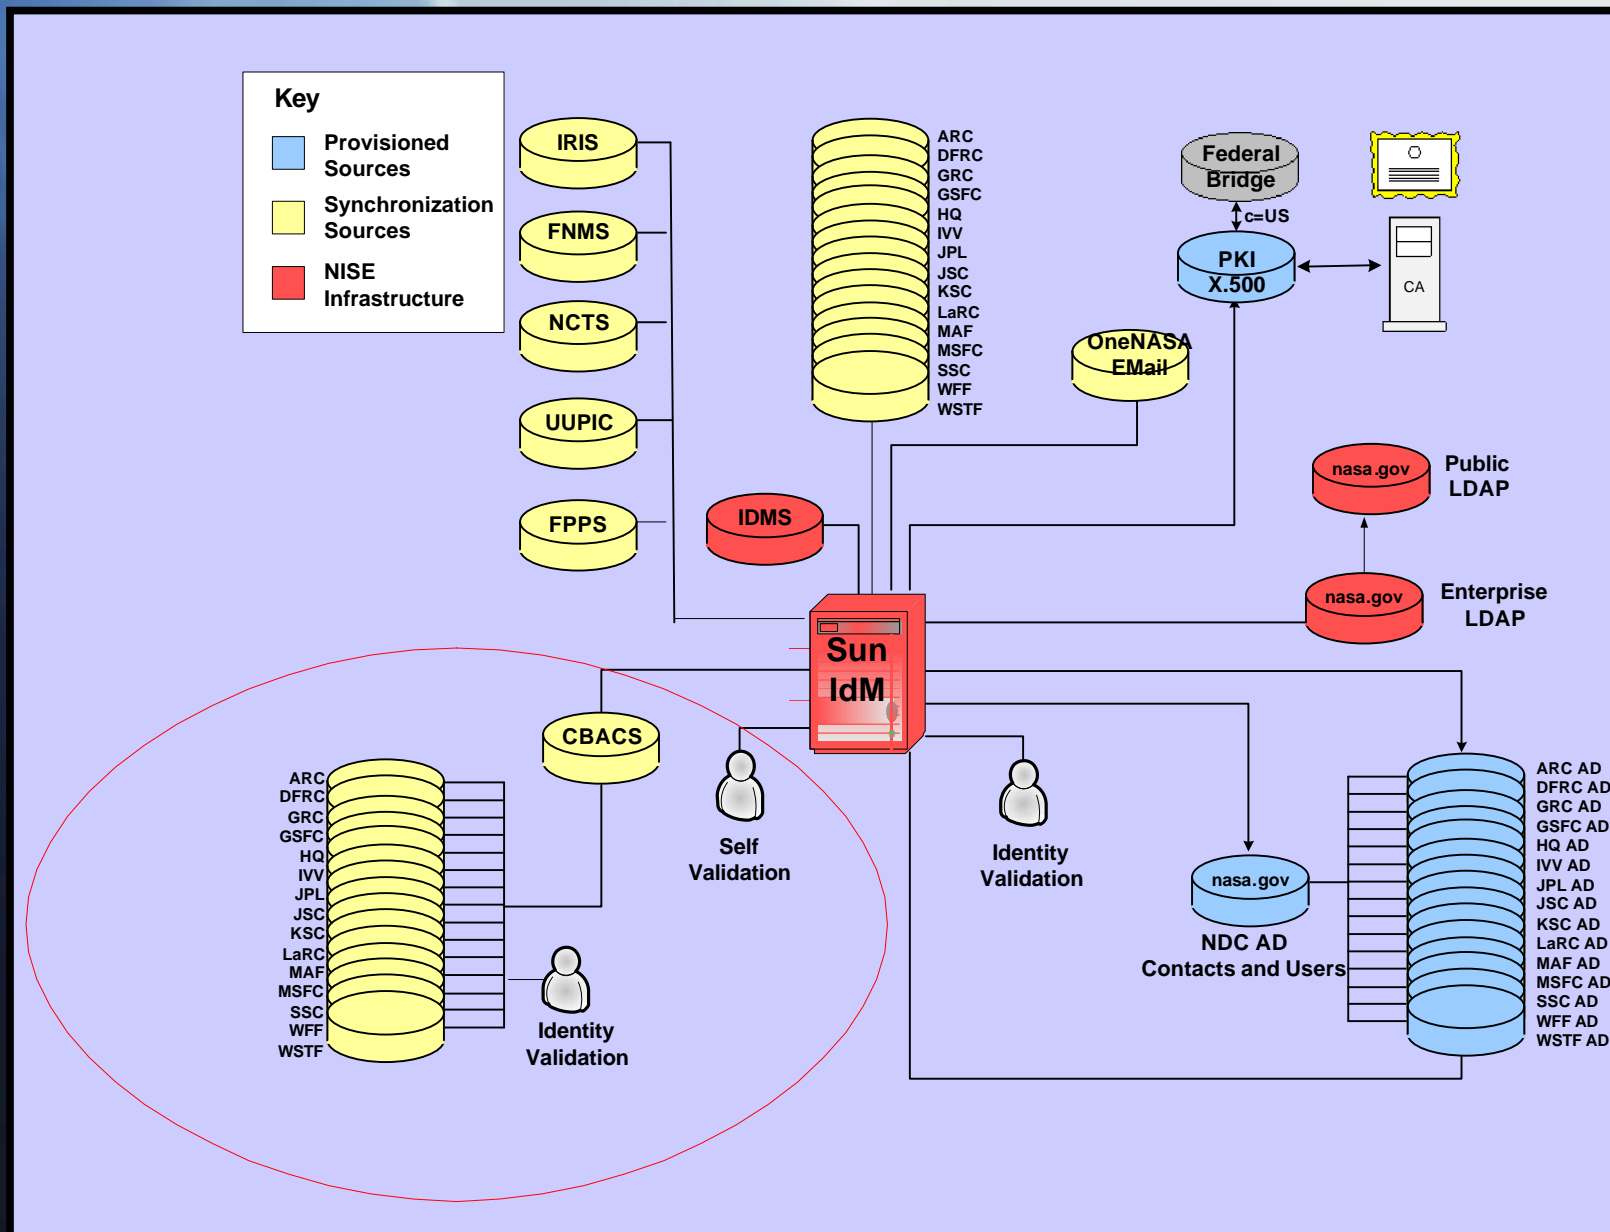 Key
Provisioned
Sources
Synchronization
Sources
NISE
Infrastructure
IRIS
FNMS
NCTS
UUPIC
FPPS
IDMS
ARC
DFRC
GRC
GSFC
HQ
IVV
JPL
JSC
KSC
LaRC
MAF
MSFC
SSC
WFF
WSTF
Federal
Bridge
c=US
PKI
X.500
CA
OneNASA
EMail
nasa.gov
Public
LDAP
nasa.gov
Enterprise
LDAP
Sun
IdM
CBACS
Self
Validation
Identity
Validation
ARC
DFRC
GRC
GSFC
HQ
IVV
JPL
JSC
KSC
LaRC
MAF
MSFC
SSC
WFF
WSTF
Identity
Validation
nasa.gov
NDC AD
Contacts and Users
ARC AD
DFRC AD
GRC AD
GSFC AD
HQ AD
IVV AD
JPL AD
JSC AD
KSC AD
LaRC AD
MAF AD
MSFC AD
SSC AD
WFF AD
WSTF AD